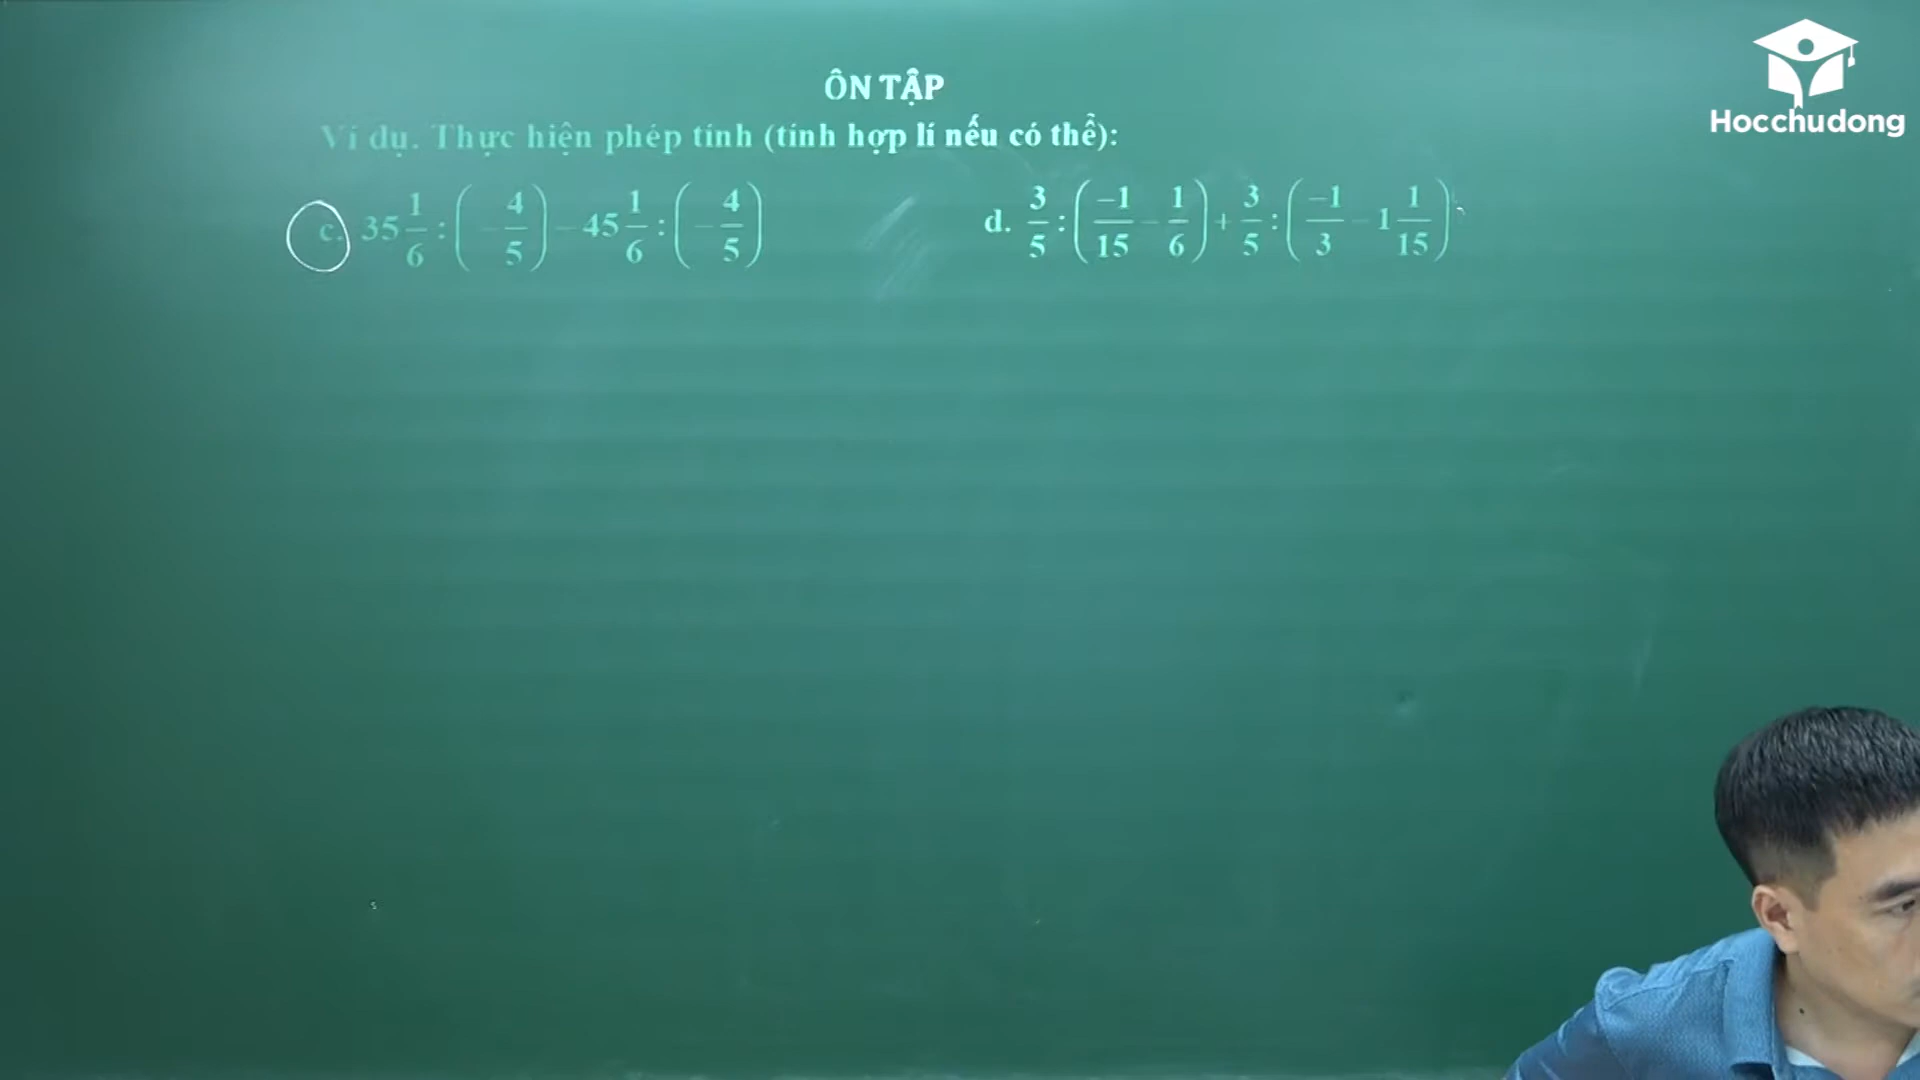 Hocchudong
ÔN TẬP
Ví dụ. Thực hiện phép tính (tính hợp lí nếu có thể):
c. 35 1/6 : (− 4/5) − 45 1/6 : (− 4/5)
d. 3/5 : (−1/15 − 1/6) + 3/5 : (−1/3 − 1 1/15)